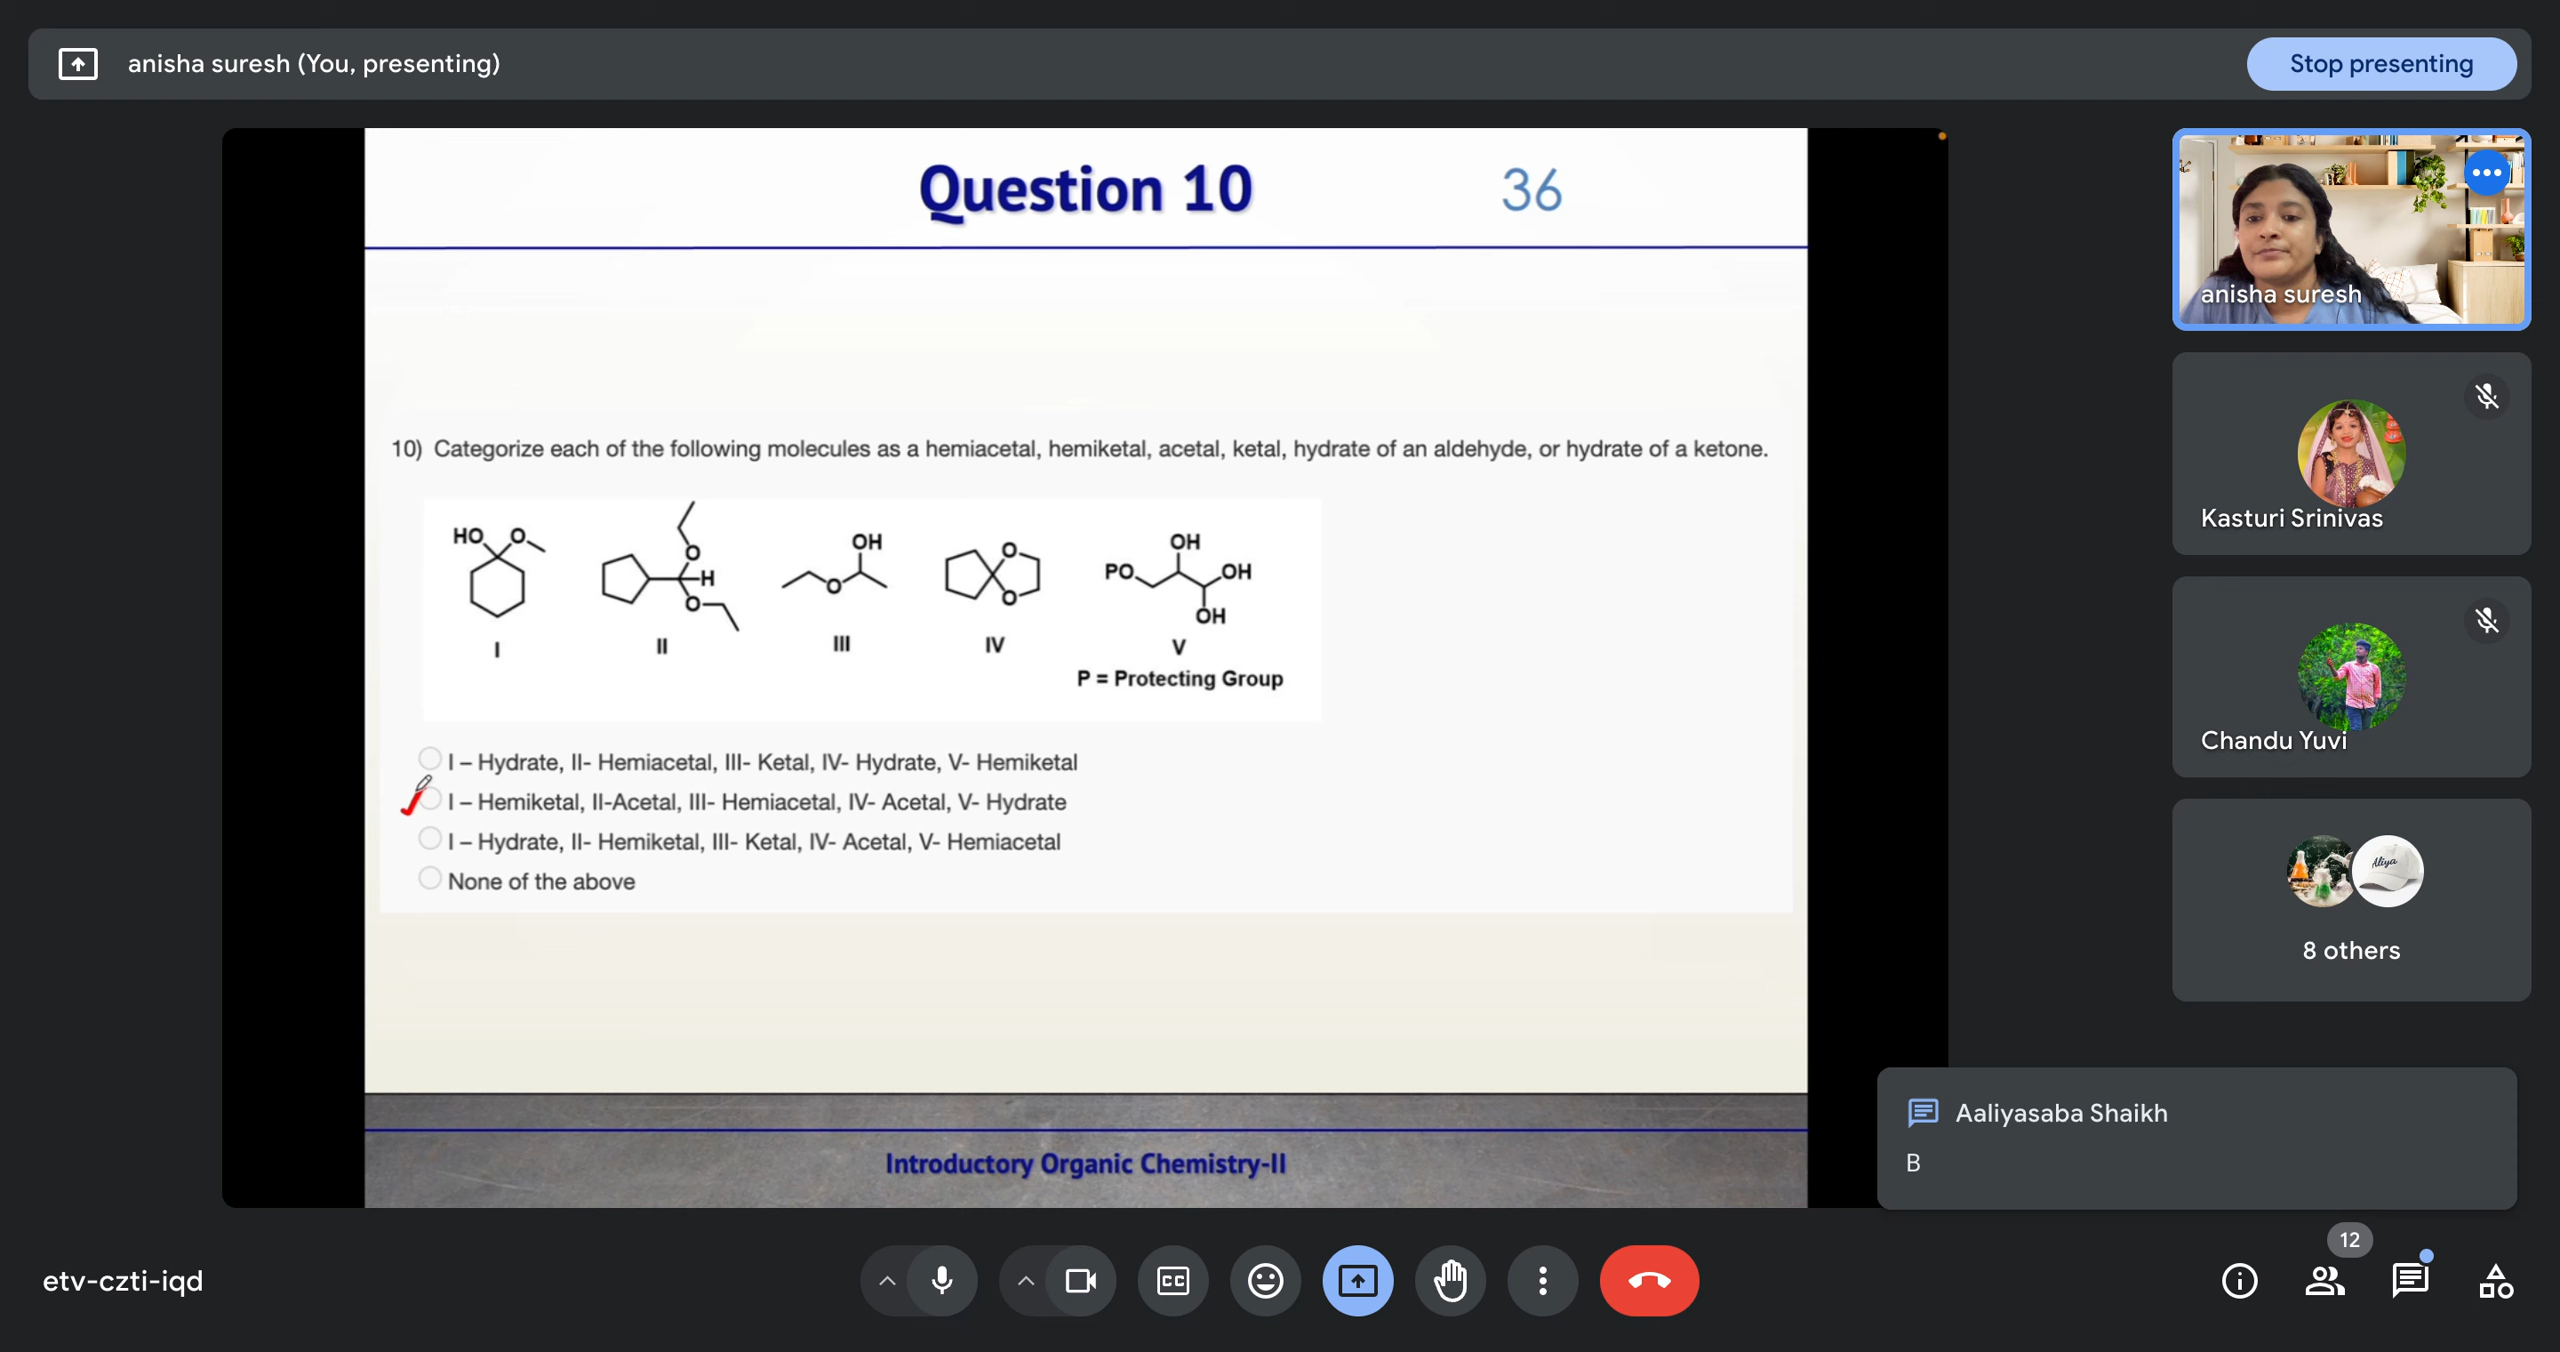 anisha suresh (You, presenting)
Stop presenting
Question 10
36
10) Categorize each of the following molecules as a hemiacetal, hemiketal, acetal, ketal, hydrate of an aldehyde, or hydrate of a ketone.
HO O
I
O
H
O
II
OH
O
III
O
O
IV
OH
PO OH
OH
V
P = Protecting Group
I – Hydrate, II- Hemiacetal, III- Ketal, IV- Hydrate, V- Hemiketal
I – Hemiketal, II-Acetal, III- Hemiacetal, IV- Acetal, V- Hydrate
I – Hydrate, II- Hemiketal, III- Ketal, IV- Acetal, V- Hemiacetal
None of the above
Introductory Organic Chemistry-II
anisha suresh
Kasturi Srinivas
Chandu Yuvi
Aliya
8 others
Aaliyasaba Shaikh
B
etv-czti-iqd
CC
12